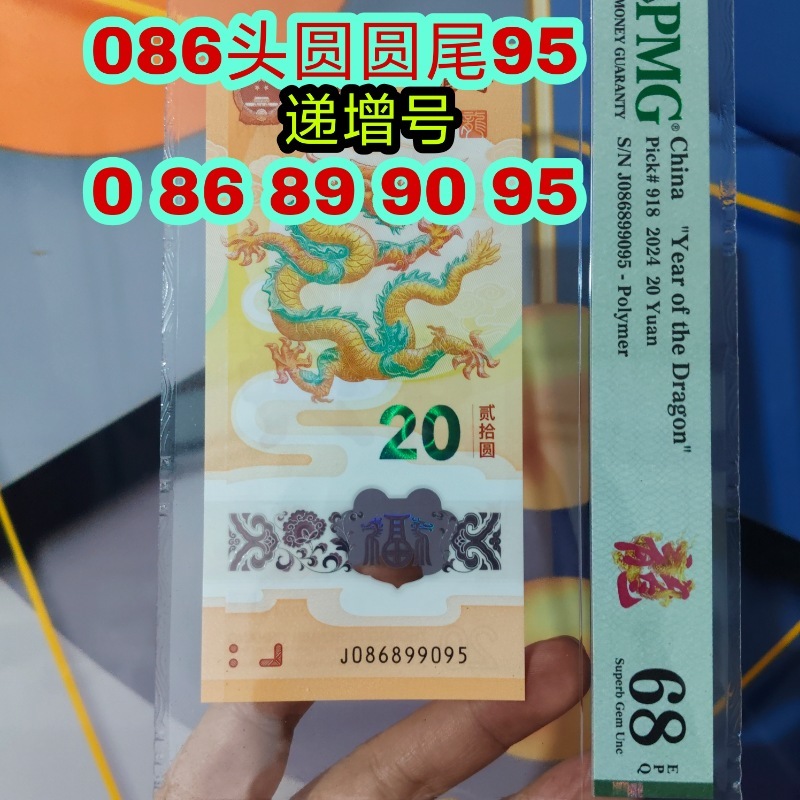 086头圆圆尾95
递增号
0 86 89 90 95
20
贰拾圆
福
J086899095
PMG®
MONEY GUARANTY
China "Year of the Dragon"
Pick# 918 2024 20 Yuan
S/N J086899095 - Polymer
龍
68 EPQ
Superb Gem Unc